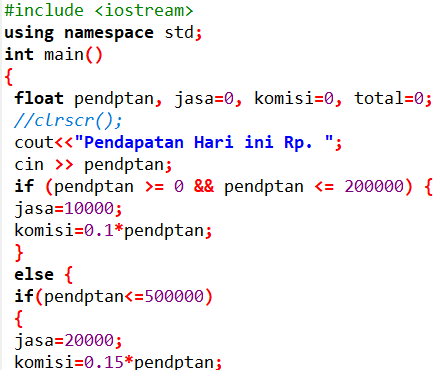 #include <iostream>
using namespace std;
int main()
{
float pendptan, jasa=0, komisi=0, total=0;
//clrscr();
cout<<"Pendapatan Hari ini Rp. ";
cin >> pendptan;
if (pendptan >= 0 && pendptan <= 200000) {
jasa=10000;
komisi=0.1*pendptan;
}
else {
if(pendptan<=500000)
{
jasa=20000;
komisi=0.15*pendptan;